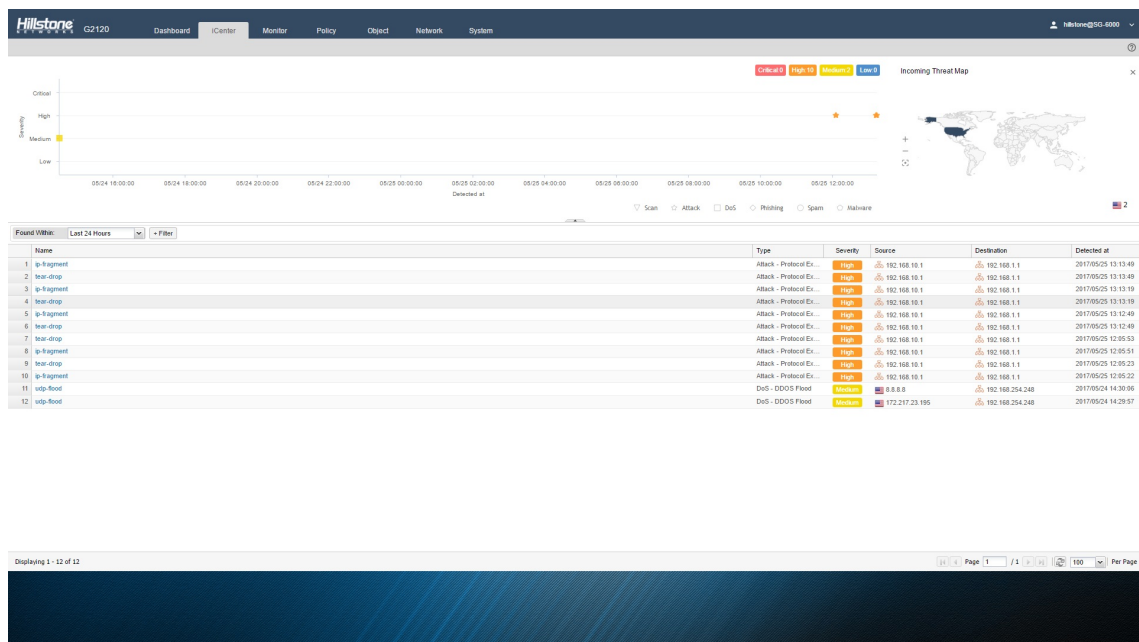 Hillstone G2120 Dashboard iCenter Monitor Policy Object Network System hillstone@SG-6000
NETWORKS
Critical 0 High 10 Medium 2 Low 0 Incoming Threat Map
Critical
High
Medium
Low
Severity
05/24 16:00:00 05/24 18:00:00 05/24 20:00:00 05/24 22:00:00 05/25 00:00:00 05/25 02:00:00 05/25 04:00:00 05/25 06:00:00 05/25 08:00:00 05/25 10:00:00 05/25 12:00:00
Detected at
Scan Attack DoS Phishing Spam Malware
2
Found Within: Last 24 Hours + Filter
Name Type Severity Source Destination Detected at
1 ip-fragment Attack - Protocol Ex... High 192.168.10.1 192.168.1.1 2017/05/25 13:13:49
2 tear-drop Attack - Protocol Ex... High 192.168.10.1 192.168.1.1 2017/05/25 13:13:49
3 ip-fragment Attack - Protocol Ex... High 192.168.10.1 192.168.1.1 2017/05/25 13:13:19
4 tear-drop Attack - Protocol Ex... High 192.168.10.1 192.168.1.1 2017/05/25 13:13:19
5 ip-fragment Attack - Protocol Ex... High 192.168.10.1 192.168.1.1 2017/05/25 13:12:49
6 tear-drop Attack - Protocol Ex... High 192.168.10.1 192.168.1.1 2017/05/25 13:12:49
7 tear-drop Attack - Protocol Ex... High 192.168.10.1 192.168.1.1 2017/05/25 12:05:53
8 ip-fragment Attack - Protocol Ex... High 192.168.10.1 192.168.1.1 2017/05/25 12:05:51
9 tear-drop Attack - Protocol Ex... High 192.168.10.1 192.168.1.1 2017/05/25 12:05:23
10 ip-fragment Attack - Protocol Ex... High 192.168.10.1 192.168.1.1 2017/05/25 12:05:22
11 udp-flood DoS - DDOS Flood Medium 8.8.8.8 192.168.254.248 2017/05/24 14:30:06
12 udp-flood DoS - DDOS Flood Medium 172.217.23.195 192.168.254.248 2017/05/24 14:29:57
Displaying 1 - 12 of 12 Page 1 / 1 100 Per Page